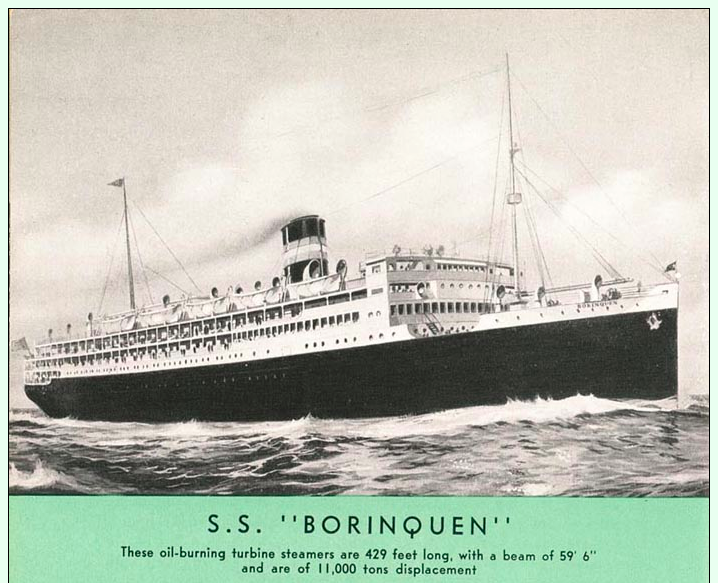 BORINQUEN
S.S. "BORINQUEN"
These oil-burning turbine steamers are 429 feet long, with a beam of 59' 6"
and are of 11,000 tons displacement